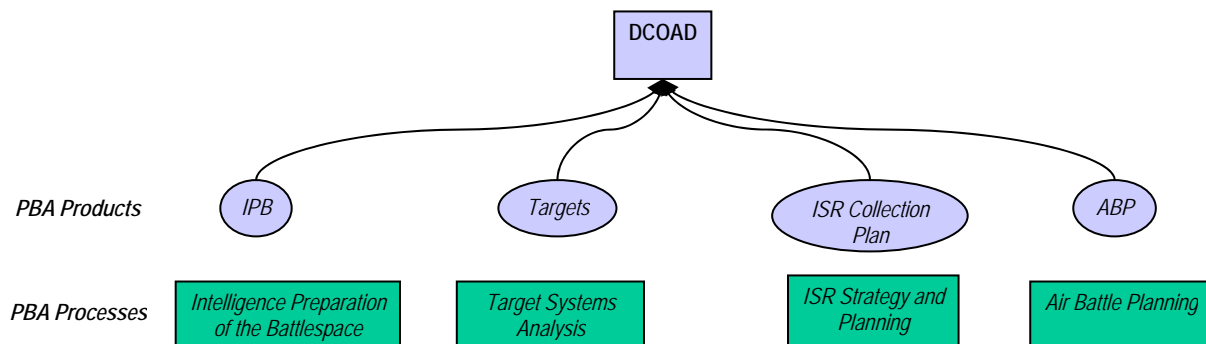 DCOAD
PBA Products
IPB
Targets
ISR Collection
Plan
ABP
PBA Processes
Intelligence Preparation
of the Battlespace
Target Systems
Analysis
ISR Strategy and
Planning
Air Battle Planning